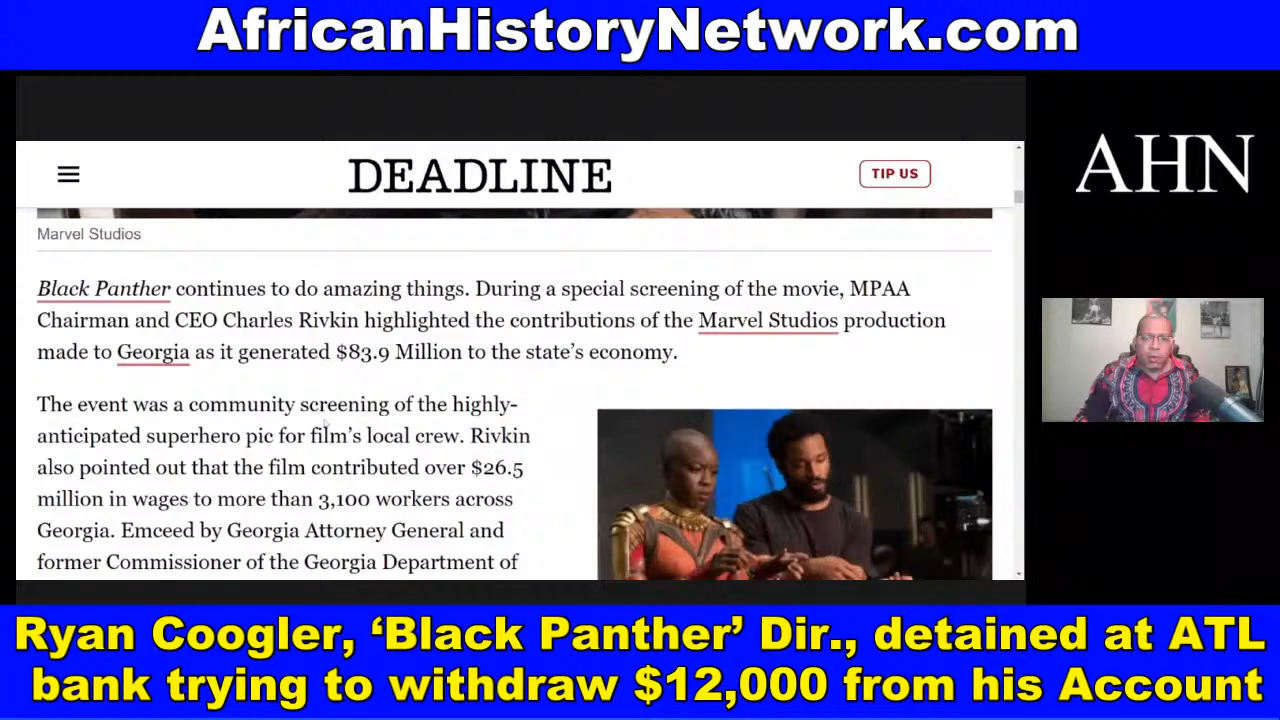 AfricanHistoryNetwork.com
DEADLINE
TIP US
AHN
Marvel Studios
Black Panther continues to do amazing things. During a special screening of the movie, MPAA
Chairman and CEO Charles Rivkin highlighted the contributions of the Marvel Studios production
made to Georgia as it generated $83.9 Million to the state’s economy.
The event was a community screening of the highly-
anticipated superhero pic for film’s local crew. Rivkin
also pointed out that the film contributed over $26.5
million in wages to more than 3,100 workers across
Georgia. Emceed by Georgia Attorney General and
former Commissioner of the Georgia Department of
Ryan Coogler, ‘Black Panther’ Dir., detained at ATL
bank trying to withdraw $12,000 from his Account